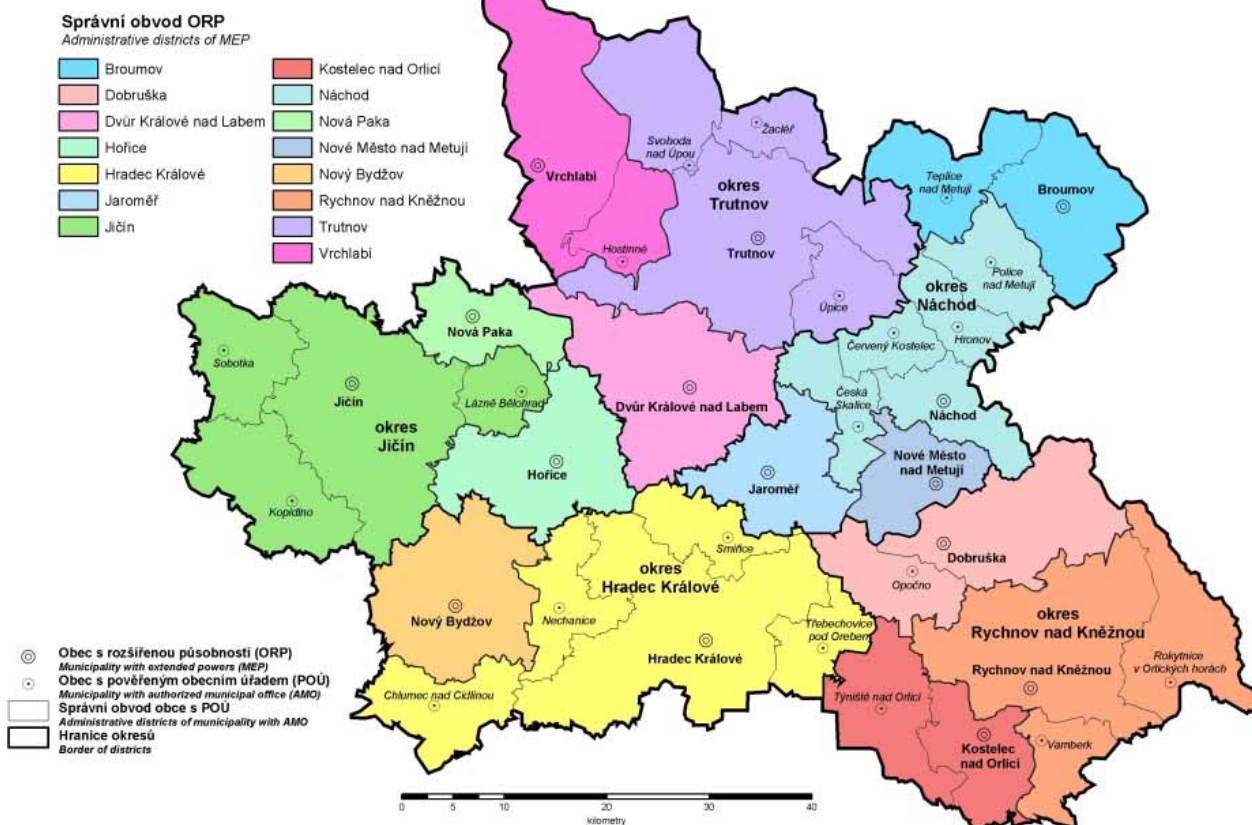 Správní obvod ORP
Administrative districts of MEP
Broumov
Dobruška
Dvůr Králové nad Labem
Hořice
Hradec Králové
Jaroměř
Jičín
Kostelec nad Orlicí
Náchod
Nová Paka
Nové Město nad Metují
Nový Bydžov
Rychnov nad Kněžnou
Trutnov
Vrchlabí
Vrchlabí
Hostinné
Svoboda
nad Úpou
Žacléř
okres
Trutnov
Trutnov
Úpice
Teplice
nad Metují
Broumov
Police
nad Metují
okres
Náchod
Hronov
Červený Kostelec
Česká
Skalice
Náchod
Nové Město
nad Metují
Nová Paka
Sobotka
Jičín
Lázně Bělohrad
okres
Jičín
Kopidlno
Hořice
Dvůr Králové nad Labem
Jaroměř
Smiřice
okres
Hradec Králové
Nechanice
Hradec Králové
Třebechovice
pod Orebem
Nový Bydžov
Chlumec nad Cidlinou
Dobruška
Opočno
okres
Rychnov nad Kněžnou
Rychnov nad Kněžnou
Rokytnice
v Orlických horách
Týniště nad Orlicí
Kostelec
nad Orlicí
Vamberk
Obec s rozšířenou působností (ORP)
Municipality with extended powers (MEP)
Obec s pověřeným obecním úřadem (POÚ)
Municipality with authorized municipal office (AMO)
Správní obvod obce s POÚ
Administrative districts of municipality with AMO
Hranice okresů
Border of districts
0 5 10 20 30 40
kilometry